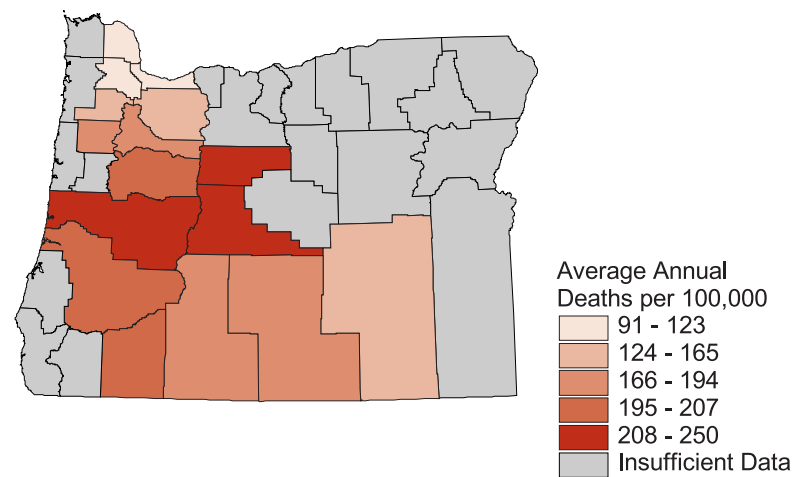 Average Annual
Deaths per 100,000
91 - 123
124 - 165
166 - 194
195 - 207
208 - 250
Insufficient Data